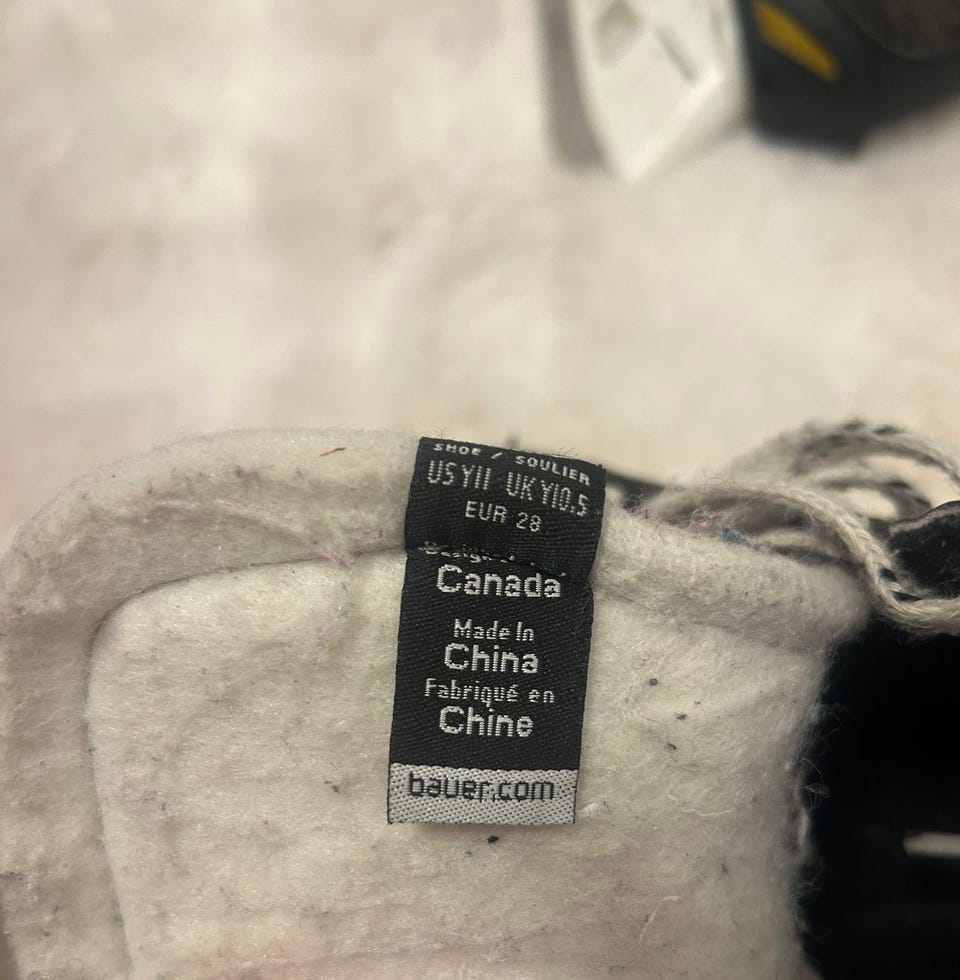 SHOE / SOULIER
US Y11 UK Y10.5
EUR 28
Canada
Made In
China
Fabriqué en
Chine
bauer.com